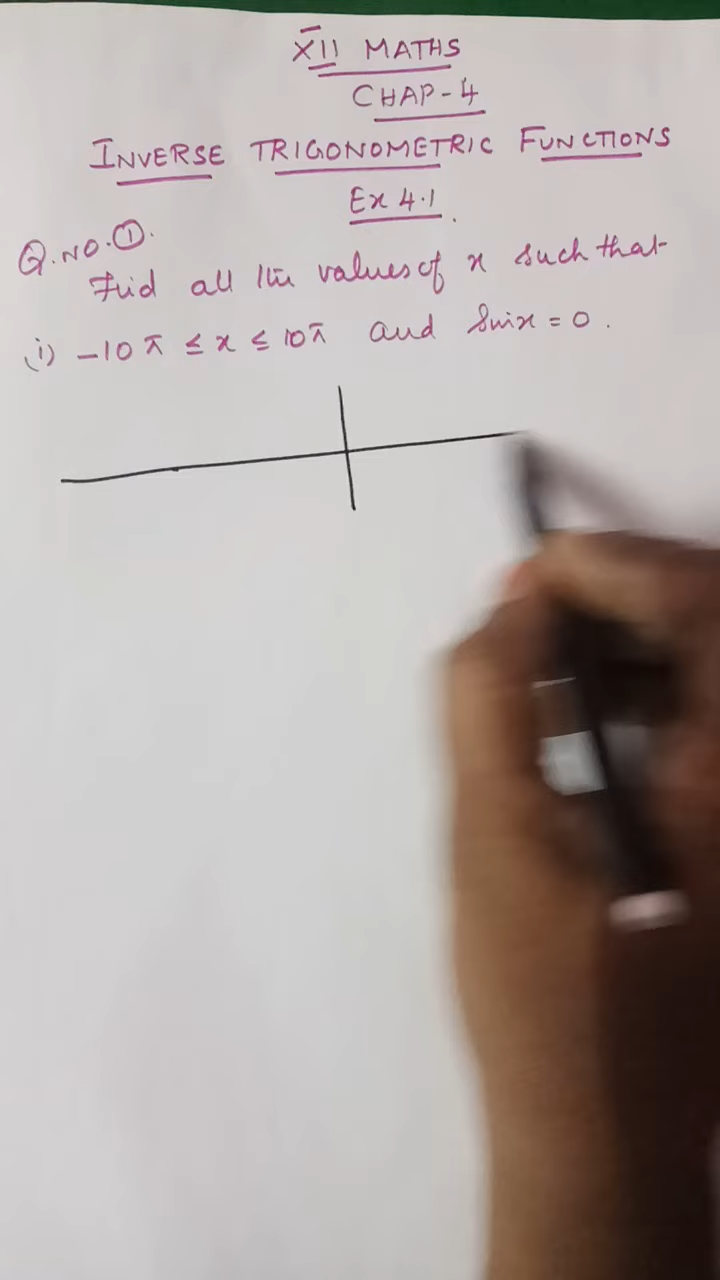 XII MATHS
CHAP-4
INVERSE TRIGONOMETRIC FUNCTIONS
Ex 4.1.
Q.NO.①.
Find all the values of x such that
(i) -10π ≤ x ≤ 10π and Sinx = 0.